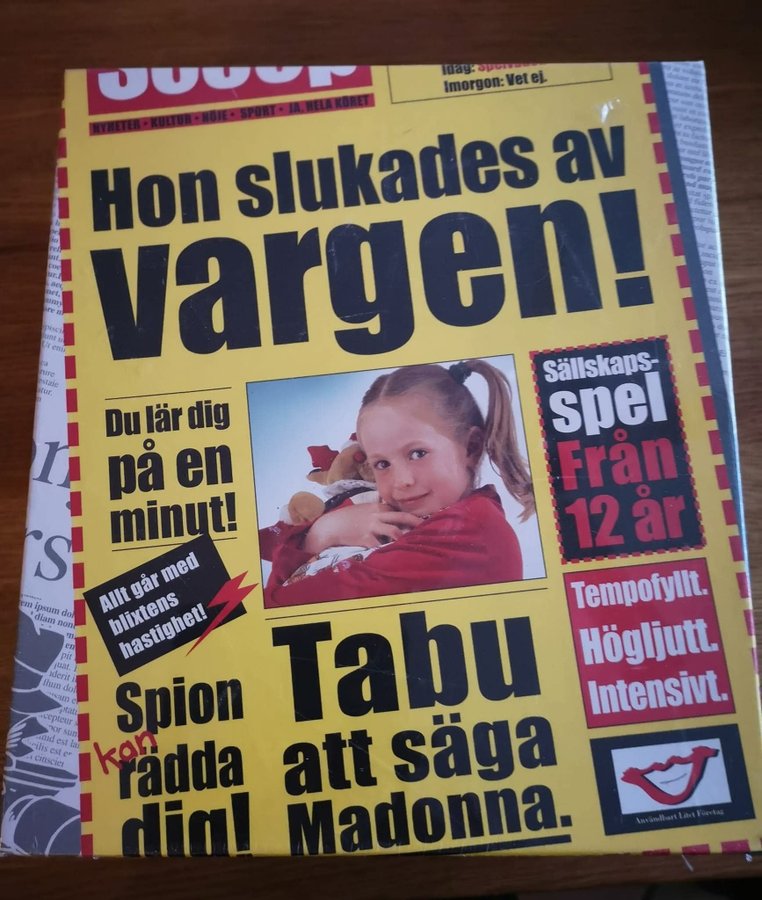 Scoop
Idag:
Imorgon: Vet ej.
NYHETER • KULTUR • NÖJE • SPORT • JA, HELA KÖRET
Hon slukades av
vargen!
Du lär dig
på en
minut!
Sällskaps-
spel
Från
12 år
Allt går med
blixtens
hastighet!
Tempofyllt.
Högljutt.
Intensivt.
Spion
kan
rädda
dig!
Tabu
att säga
Madonna.
Användbart Litet Företag